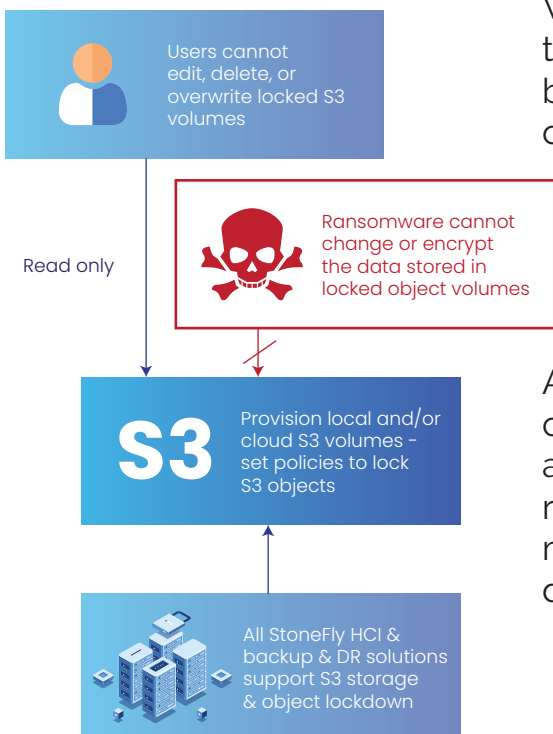 Users cannot
edit, delete, or
overwrite locked S3
volumes
Read only
Ransomware cannot
change or encrypt
the data stored in
locked object volumes
S3
Provision local and/or
cloud S3 volumes -
set policies to lock
S3 objects
All StoneFly HCI &
backup & DR solutions
support S3 storage
& object lockdown